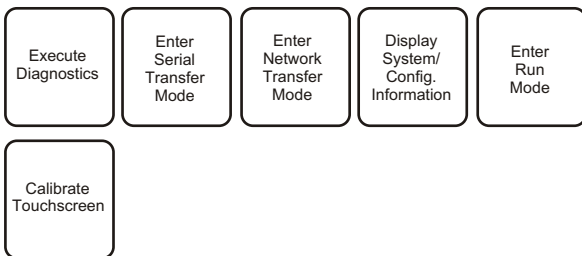 Execute
Diagnostics
Enter
Serial
Transfer
Mode
Enter
Network
Transfer
Mode
Display
System/
Config.
Information
Enter
Run
Mode
Calibrate
Touchscreen